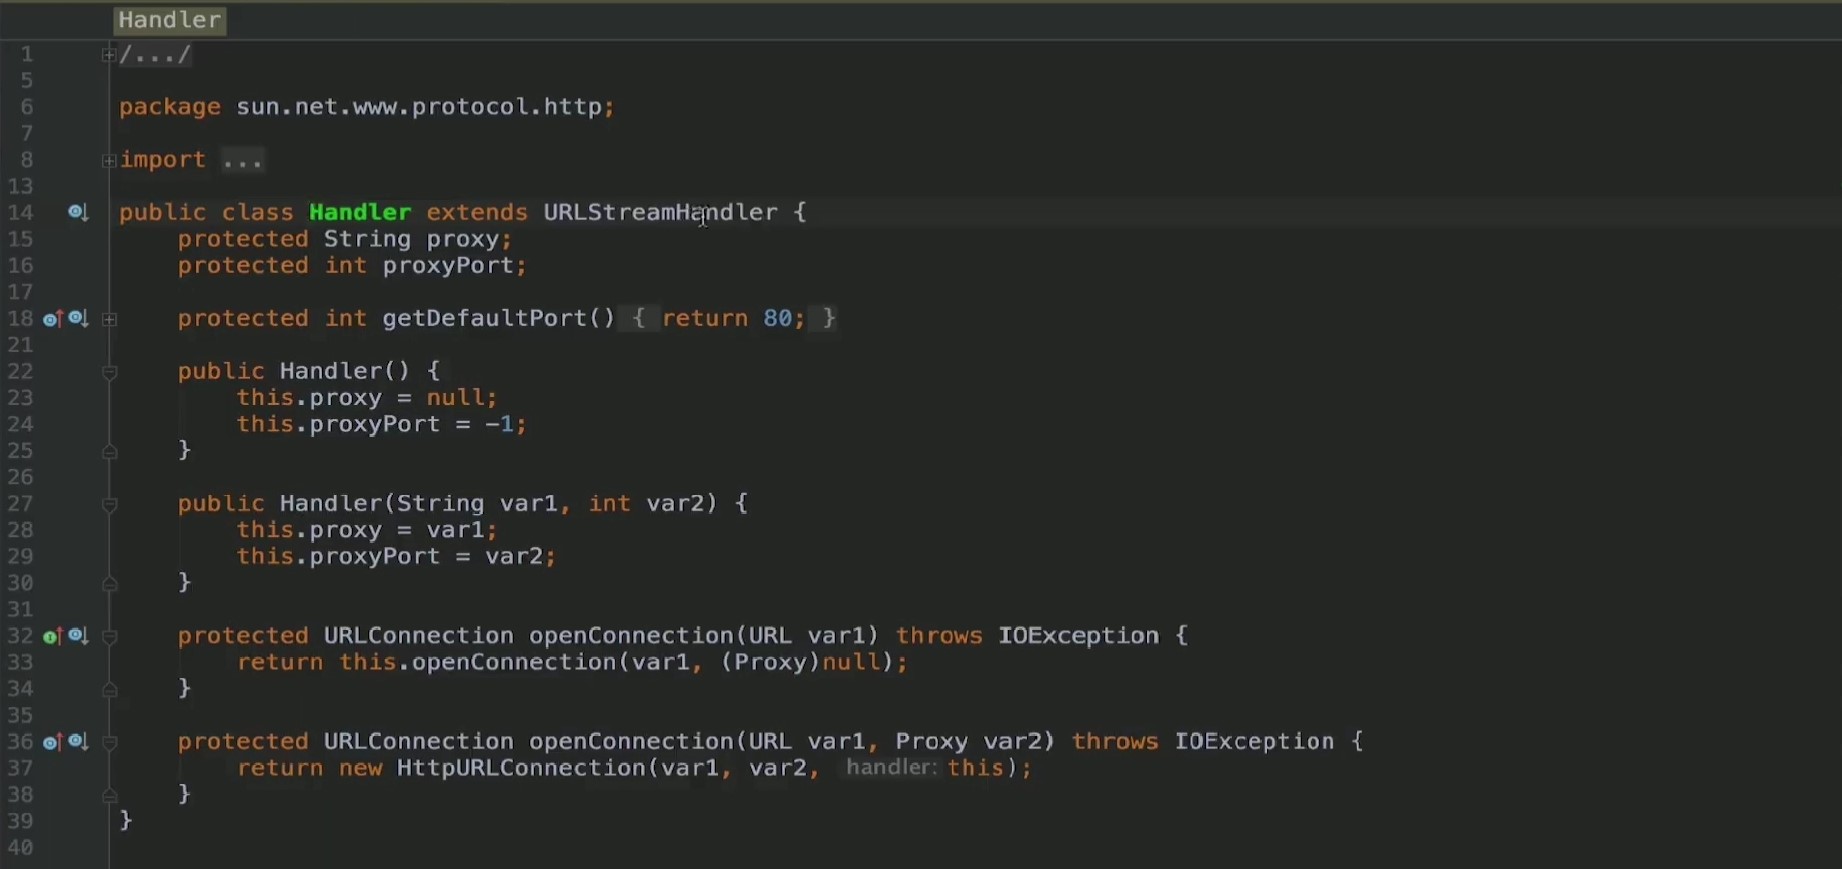 Handler
1 /.../
5
6 package sun.net.www.protocol.http;
7
8 import ...
13
14 public class Handler extends URLStreamHandler {
15 protected String proxy;
16 protected int proxyPort;
17
18 protected int getDefaultPort() { return 80; }
21
22 public Handler() {
23 this.proxy = null;
24 this.proxyPort = -1;
25 }
26
27 public Handler(String var1, int var2) {
28 this.proxy = var1;
29 this.proxyPort = var2;
30 }
31
32 protected URLConnection openConnection(URL var1) throws IOException {
33 return this.openConnection(var1, (Proxy)null);
34 }
35
36 protected URLConnection openConnection(URL var1, Proxy var2) throws IOException {
37 return new HttpURLConnection(var1, var2, handler: this);
38 }
39 }
40